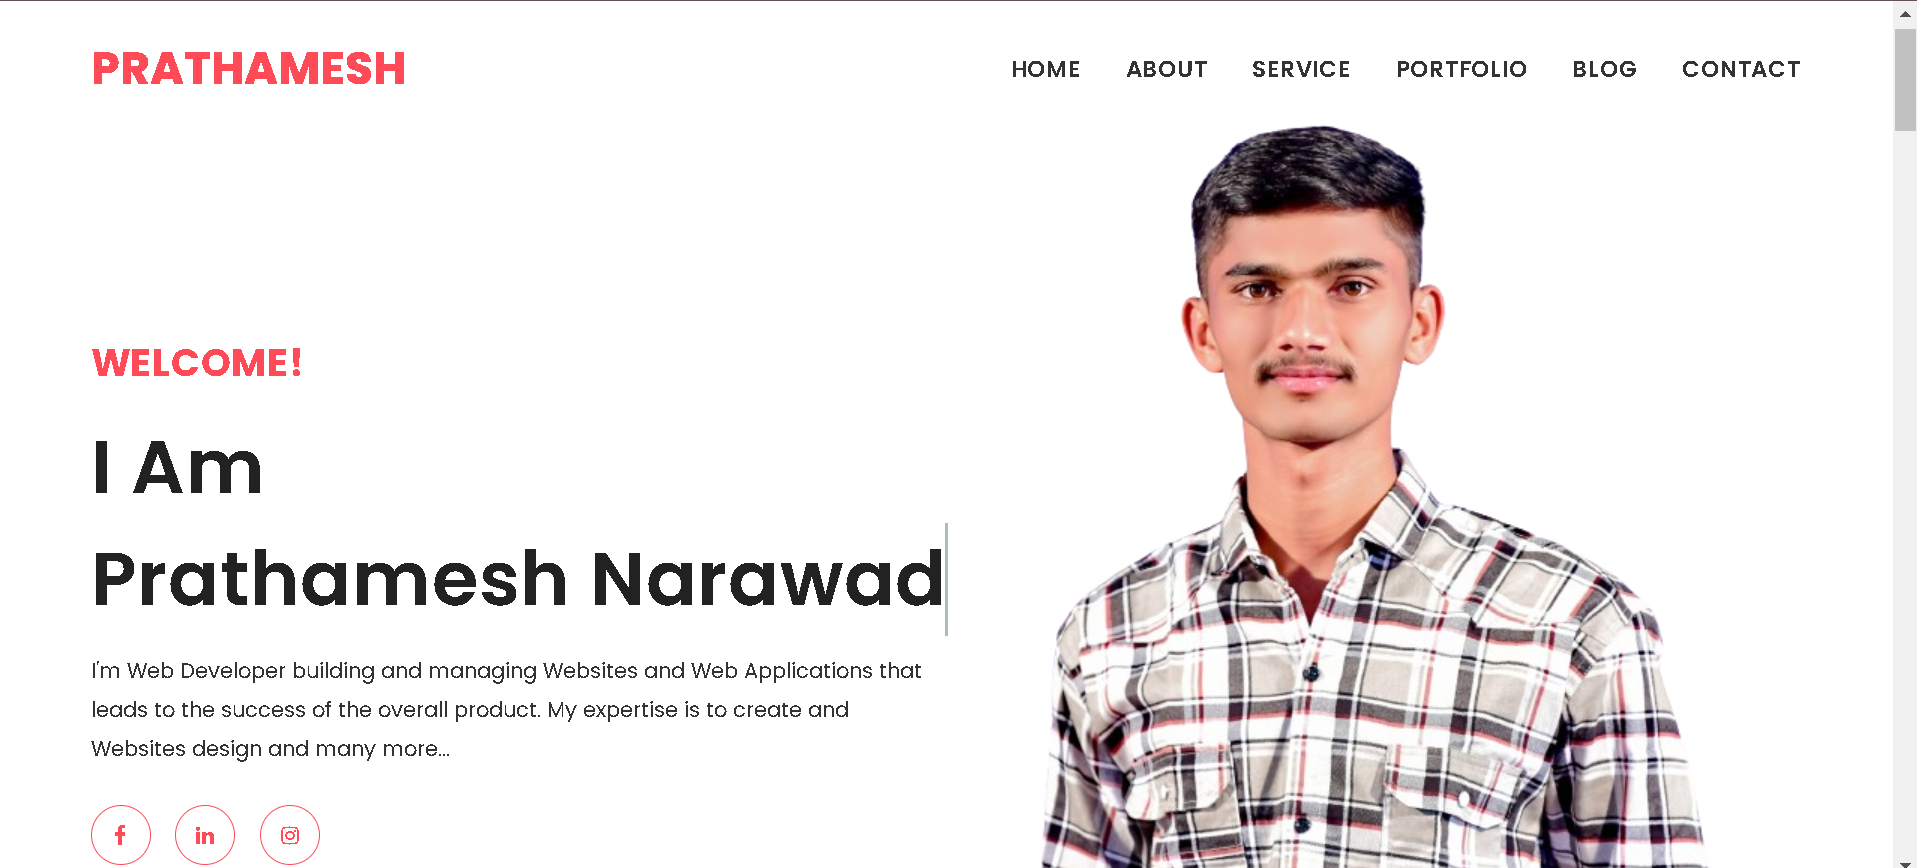 PRATHAMESH
HOME ABOUT SERVICE PORTFOLIO BLOG CONTACT
WELCOME!
I Am
Prathamesh Narawad
I'm Web Developer building and managing Websites and Web Applications that
leads to the success of the overall product. My expertise is to create and
Websites design and many more...